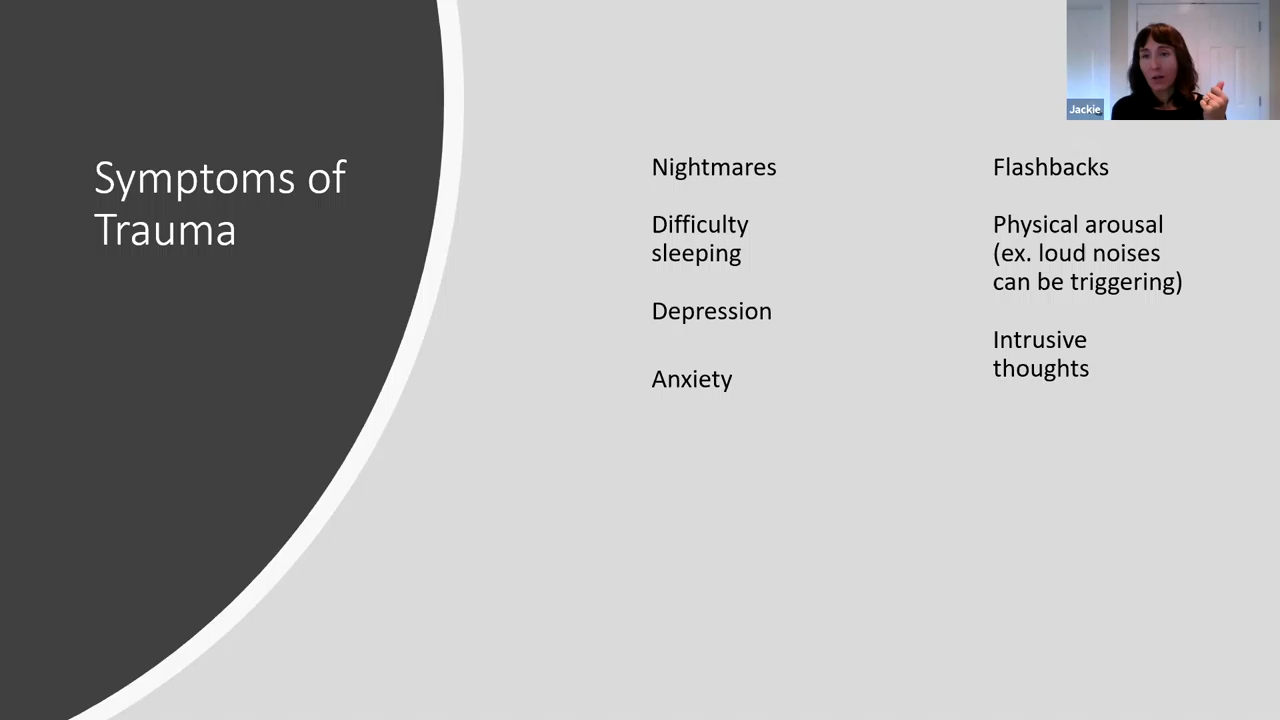 Symptoms of
Trauma
Nightmares
Difficulty
sleeping
Depression
Anxiety
Flashbacks
Physical arousal
(ex. loud noises
can be triggering)
Intrusive
thoughts
Jackie